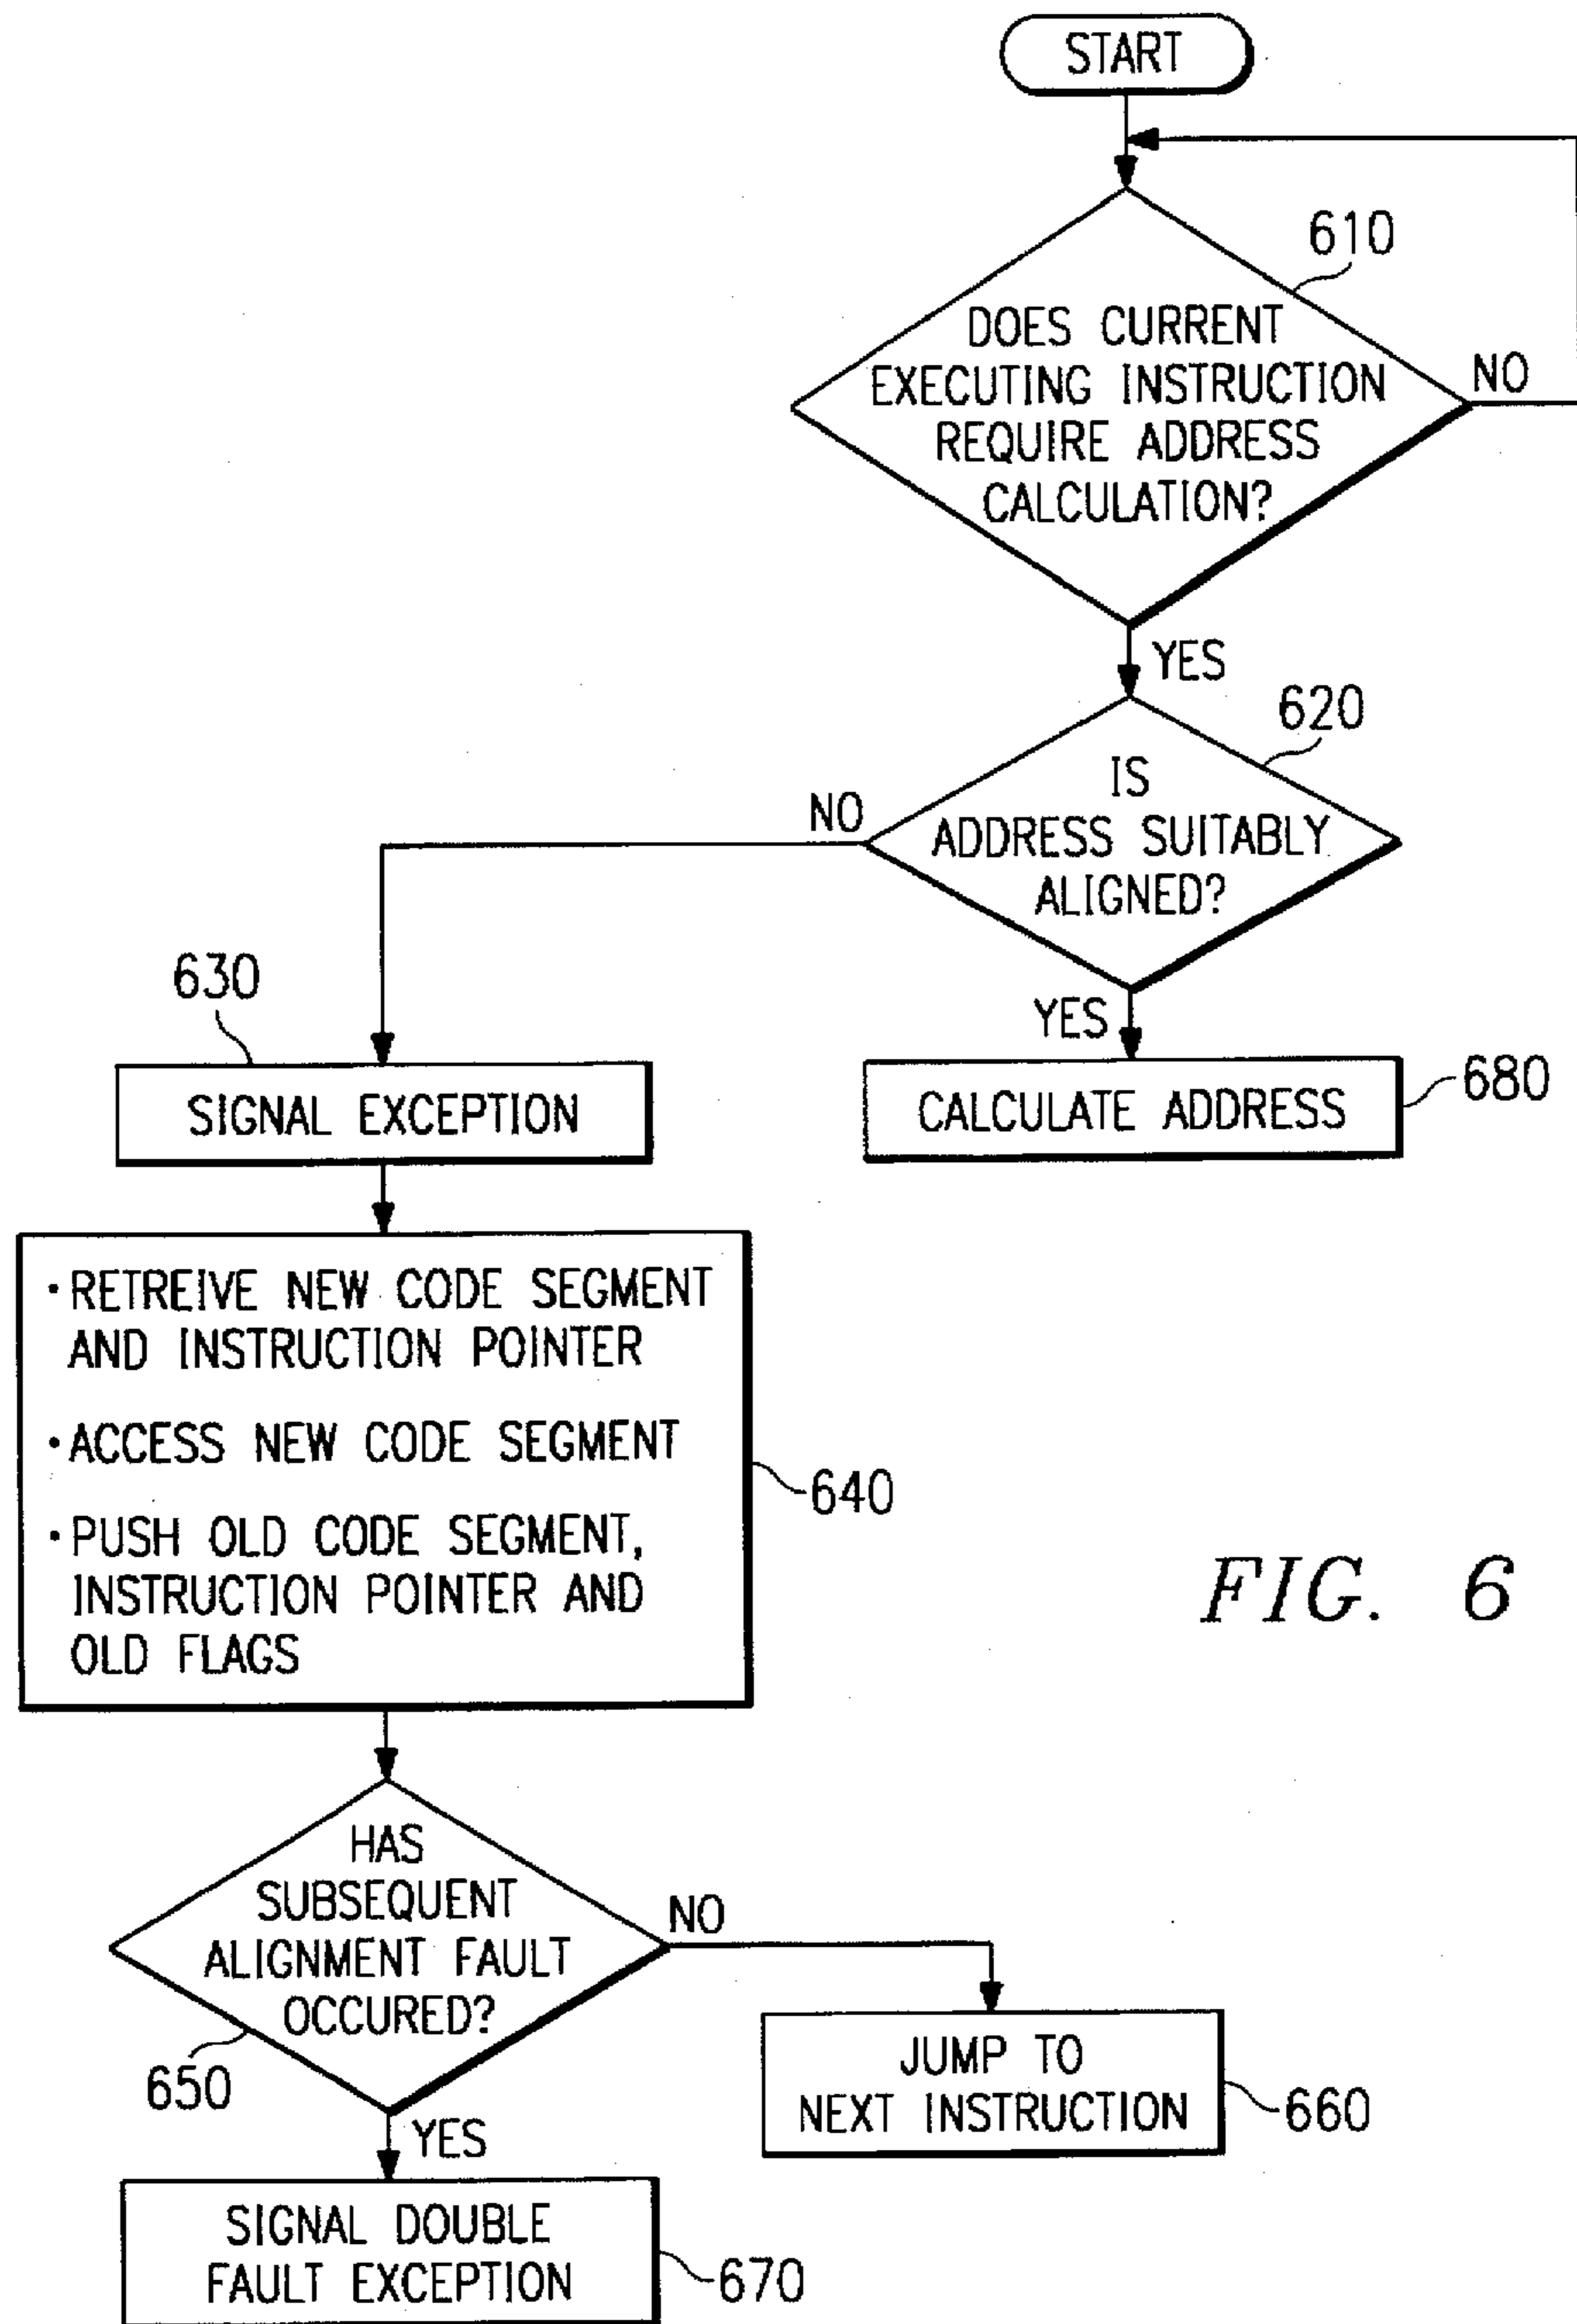 START
610
DOES CURRENT
EXECUTING INSTRUCTION
REQUIRE ADDRESS
CALCULATION?
NO
YES
620
IS
ADDRESS SUITABLY
ALIGNED?
NO
YES
630
SIGNAL EXCEPTION
CALCULATE ADDRESS
680
· RETREIVE NEW CODE SEGMENT
AND INSTRUCTION POINTER
· ACCESS NEW CODE SEGMENT
· PUSH OLD CODE SEGMENT,
INSTRUCTION POINTER AND
OLD FLAGS
640
FIG. 6
HAS
SUBSEQUENT
ALIGNMENT FAULT
OCCURED?
NO
650
YES
JUMP TO
NEXT INSTRUCTION
660
SIGNAL DOUBLE
FAULT EXCEPTION
670